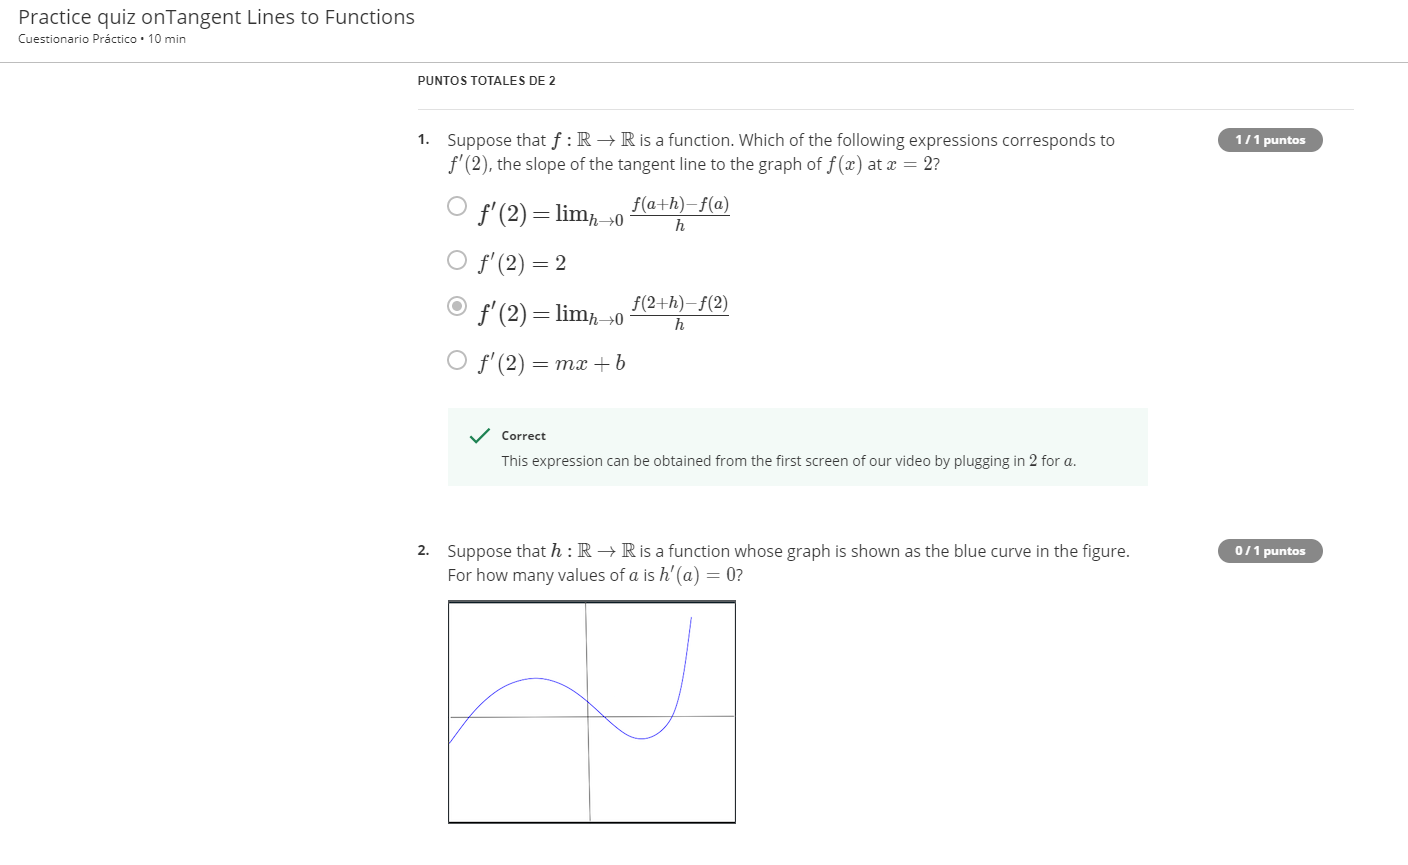 Practice quiz onTangent Lines to Functions
Cuestionario Práctico • 10 min
PUNTOS TOTALES DE 2
1. Suppose that f : ℝ → ℝ is a function. Which of the following expressions corresponds to
f′(2), the slope of the tangent line to the graph of f(x) at x = 2?
1 / 1 puntos
f′(2) = lim_{h→0} \frac{f(a+h)−f(a)}{h}
f′(2) = 2
f′(2) = lim_{h→0} \frac{f(2+h)−f(2)}{h}
f′(2) = mx + b
Correct
This expression can be obtained from the first screen of our video by plugging in 2 for a.
2. Suppose that h : ℝ → ℝ is a function whose graph is shown as the blue curve in the figure.
For how many values of a is h′(a) = 0?
0 / 1 puntos